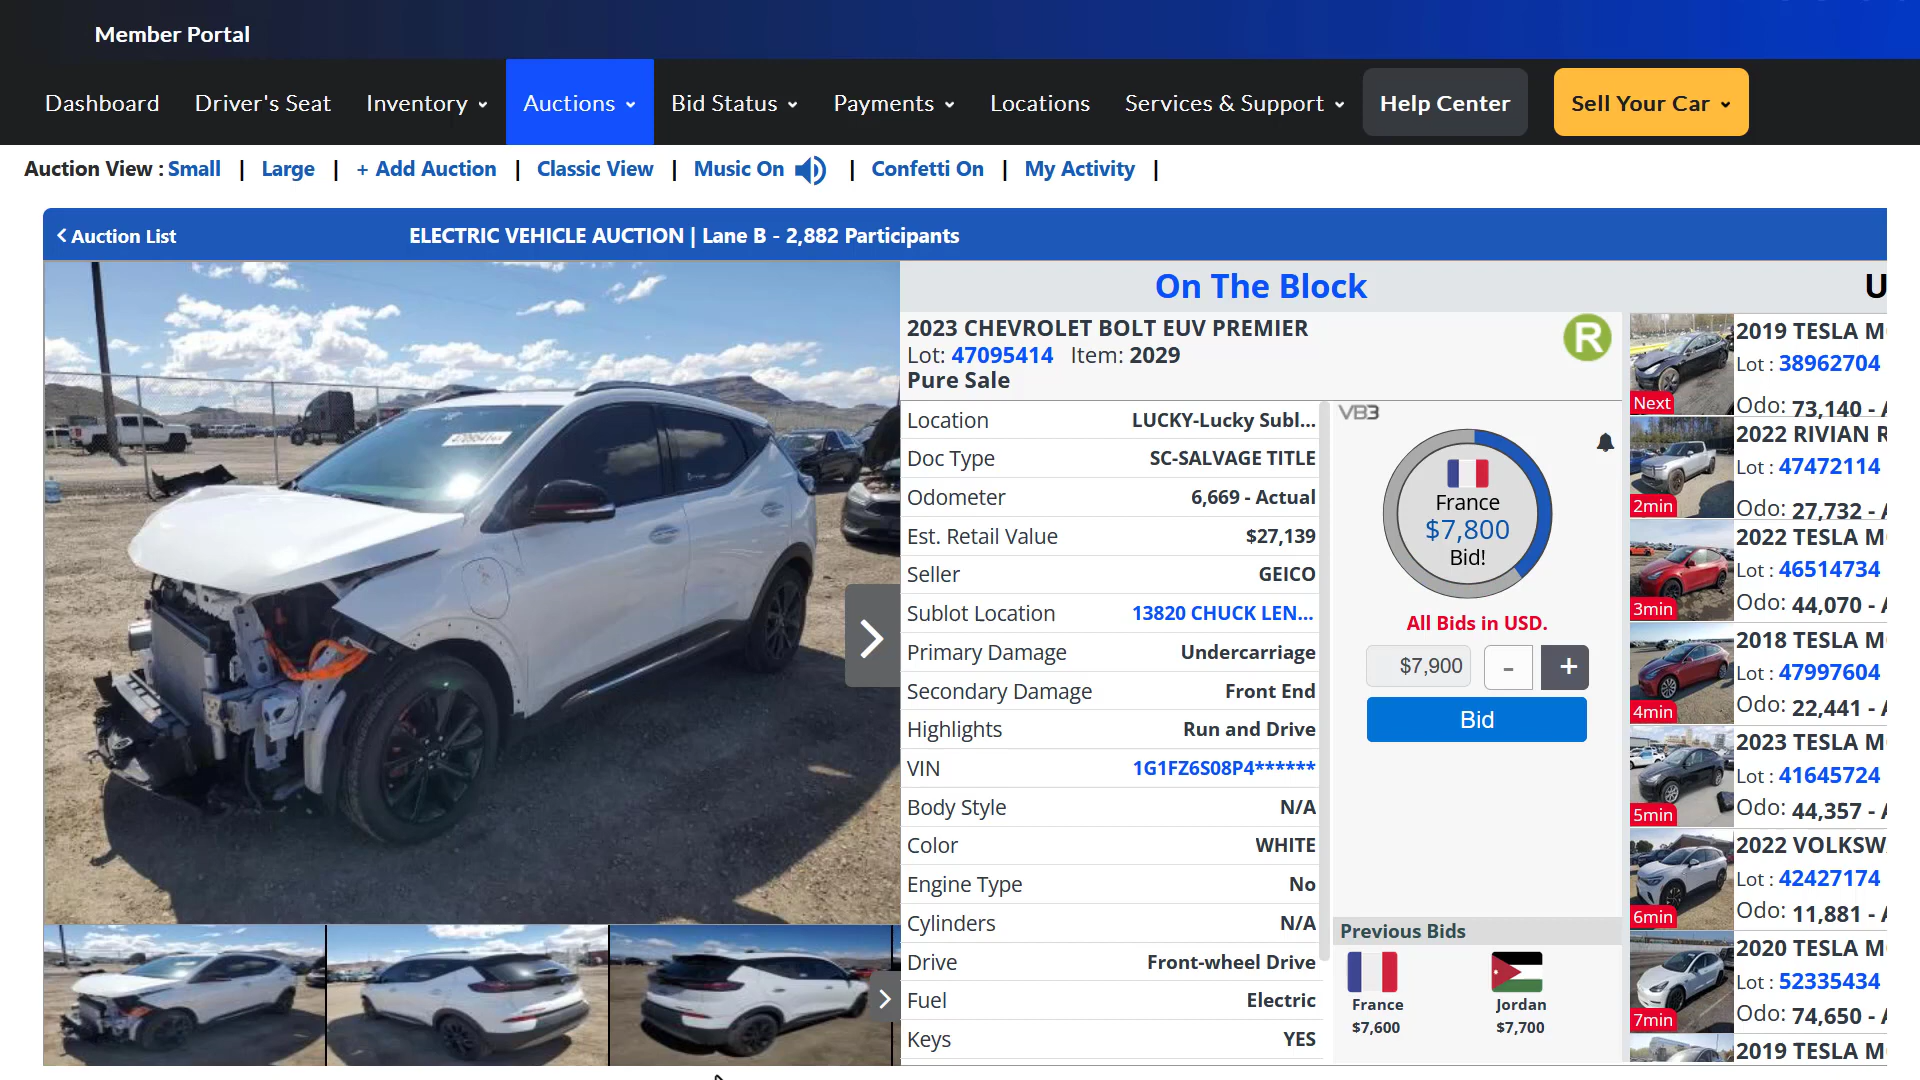 Member Portal
Dashboard Driver's Seat Inventory Auctions Bid Status Payments Locations Services & Support Help Center Sell Your Car
Auction View : Small | Large | + Add Auction | Classic View | Music On | Confetti On | My Activity |
Auction List
ELECTRIC VEHICLE AUCTION | Lane B - 2,882 Participants
On The Block
2023 CHEVROLET BOLT EUV PREMIER
Lot: 47095414 Item: 2029
Pure Sale
R
Location LUCKY-Lucky Subl...
Doc Type SC-SALVAGE TITLE
Odometer 6,669 - Actual
Est. Retail Value $27,139
Seller GEICO
Sublot Location 13820 CHUCK LEN...
Primary Damage Undercarriage
Secondary Damage Front End
Highlights Run and Drive
VIN 1G1FZ6S08P4******
Body Style N/A
Color WHITE
Engine Type No
Cylinders N/A
Drive Front-wheel Drive
Fuel Electric
Keys YES
VB3
France
$7,800
Bid!
All Bids in USD.
$7,900 - +
Bid
Previous Bids
France
$7,600
Jordan
$7,700
U
2019 TESLA M
Lot : 38962704
Next
Odo: 73,140 -
2022 RIVIAN R
Lot : 47472114
2min
Odo: 27,732 -
2022 TESLA M
Lot : 46514734
3min
Odo: 44,070 -
2018 TESLA M
Lot : 47997604
4min
Odo: 22,441 -
2023 TESLA M
Lot : 41645724
5min
Odo: 44,357 -
2022 VOLKSW
Lot : 42427174
6min
Odo: 11,881 -
2020 TESLA M
Lot : 52335434
7min
Odo: 74,650 -
2019 TESLA M